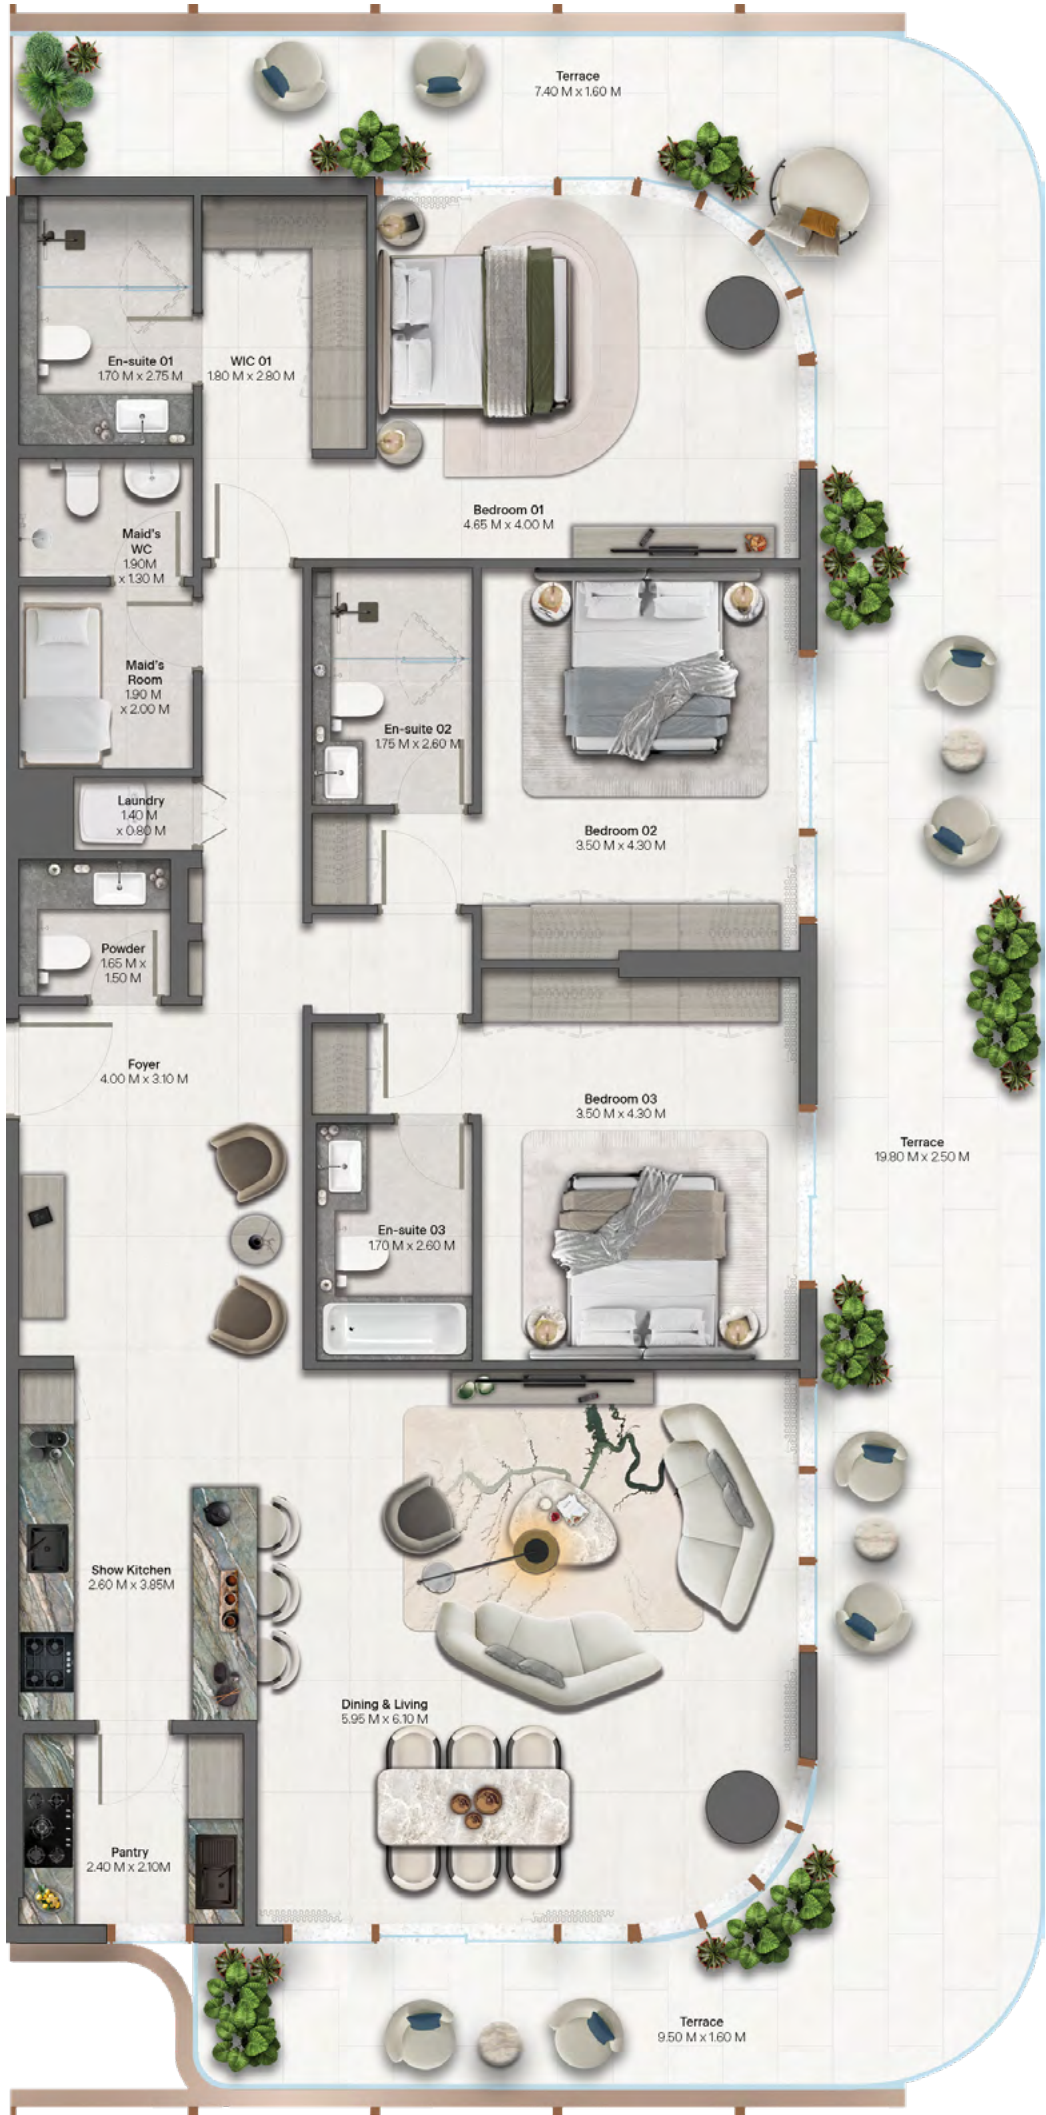 Terrace
7.40 M x 1.60 M
En-suite 01
1.70 M x 2.75 M
WIC 01
1.80 M x 2.80 M
Bedroom 01
4.65 M x 4.00 M
Maid's
WC
1.90M
x 1.30 M
Maid's
Room
1.90 M
x 2.00 M
En-suite 02
1.75 M x 2.60 M
Laundry
1.40 M
x 0.80 M
Bedroom 02
3.50 M x 4.30 M
Powder
1.65 M x
1.50 M
Foyer
4.00 M x 3.10 M
Bedroom 03
3.50 M x 4.30 M
Terrace
19.80 M x 2.50 M
En-suite 03
1.70 M x 2.60 M
Show Kitchen
2.60 M x 3.85M
Dining & Living
5.95 M x 6.10 M
Pantry
2.40 M x 2.10M
Terrace
9.50 M x 1.60 M